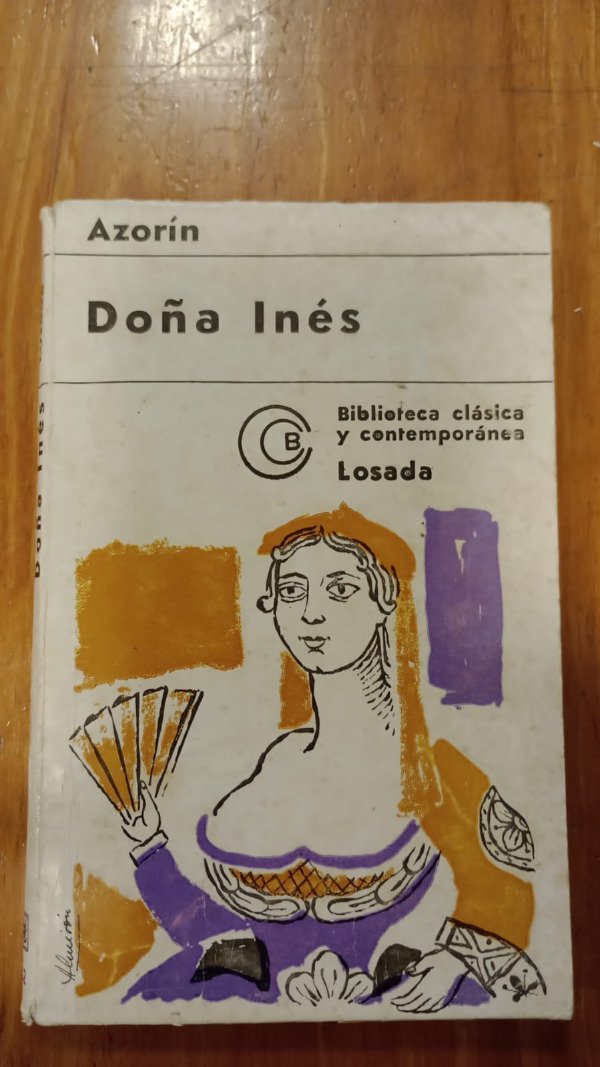 Azorín
Doña Inés
B
Biblioteca clásica
y contemporánea
Losada
Doña Inés